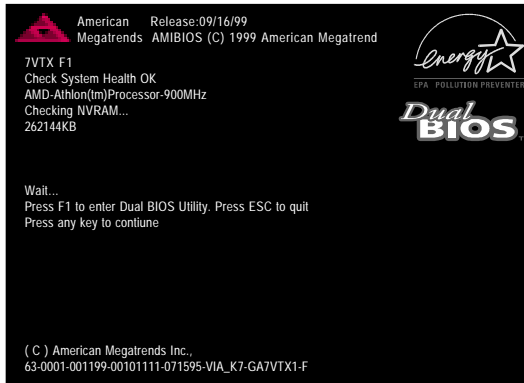 American Release:09/16/99
Megatrends AMIBIOS (C) 1999 American Megatrend
energy
EPA POLLUTION PREVENTER
7VTX F1
Check System Health OK
AMD-Athlon(tm)Processor-900MHz
Checking NVRAM...
262144KB
Dual
BIOS
TM
Wait...
Press F1 to enter Dual BIOS Utility. Press ESC to quit
Press any key to contiune
( C ) American Megatrends Inc.,
63-0001-001199-00101111-071595-VIA_K7-GA7VTX1-F